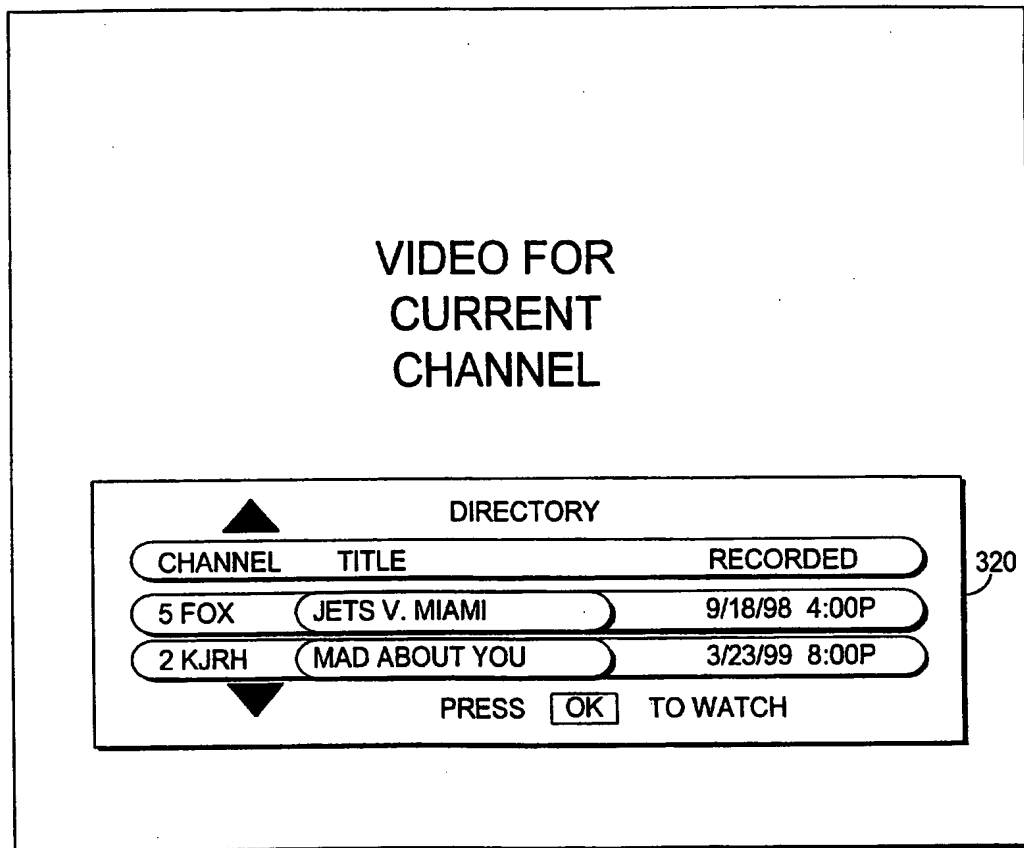 VIDEO FOR
CURRENT
CHANNEL
DIRECTORY
CHANNEL TITLE RECORDED
320
5 FOX JETS V. MIAMI 9/18/98 4:00P
2 KJRH MAD ABOUT YOU 3/23/99 8:00P
PRESS OK TO WATCH